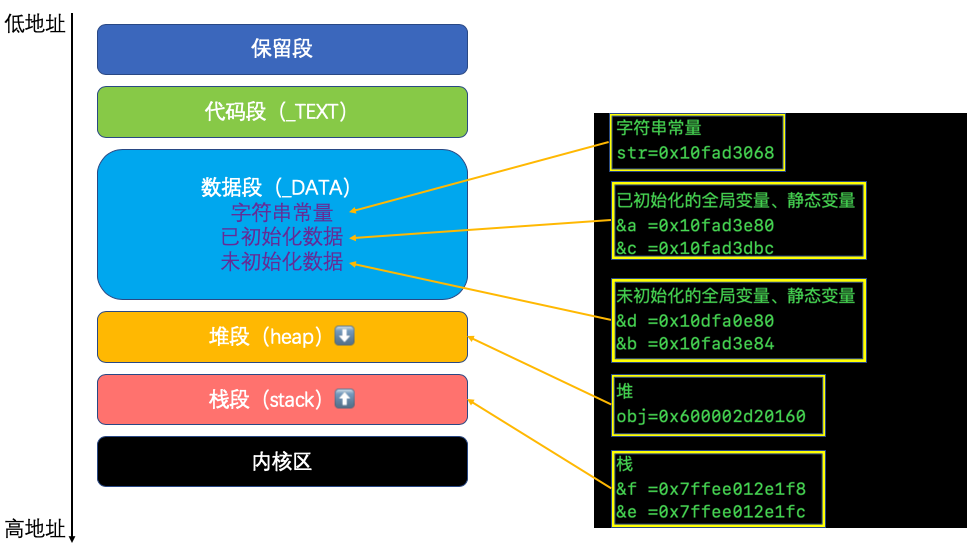 低地址
保留段
代码段（_TEXT）
数据段（_DATA）
字符串常量
已初始化数据
未初始化数据
堆段（heap）⬇️
栈段（stack）⬆️
内核区
高地址
字符串常量
str=0x10fad3068
已初始化的全局变量、静态变量
&a =0x10fad3e80
&c =0x10fad3dbc
未初始化的全局变量、静态变量
&d =0x10dfa0e80
&b =0x10fad3e84
堆
obj=0x600002d20160
栈
&f =0x7ffee012e1f8
&e =0x7ffee012e1fc